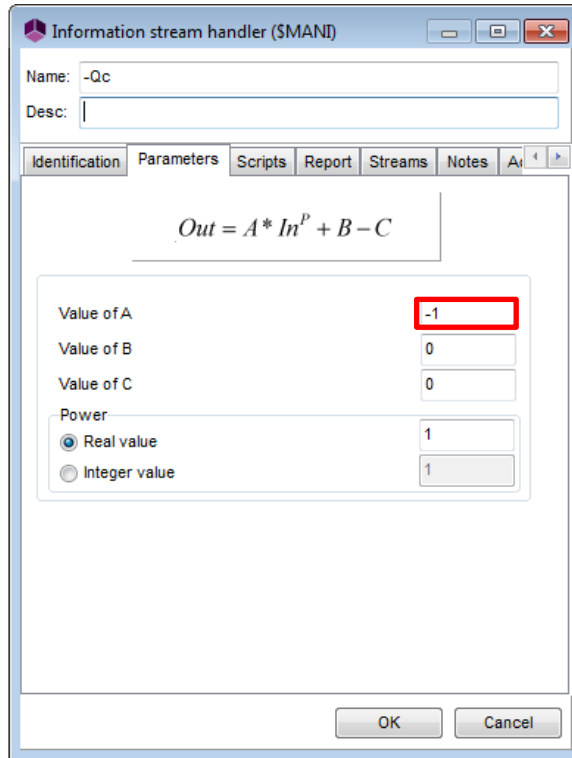 Information stream handler ($MANI)
Name: -Qc
Desc:
Identification Parameters Scripts Report Streams Notes
Out = A * In^P + B − C
Value of A -1
Value of B 0
Value of C 0
Power
Real value 1
Integer value 1
OK Cancel